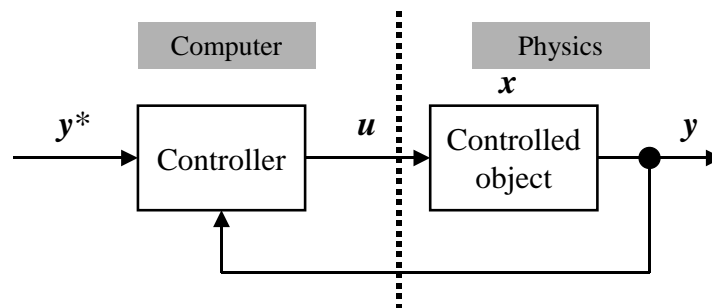 Computer
Physics
x
y*
u
y
Controller
Controlled
object